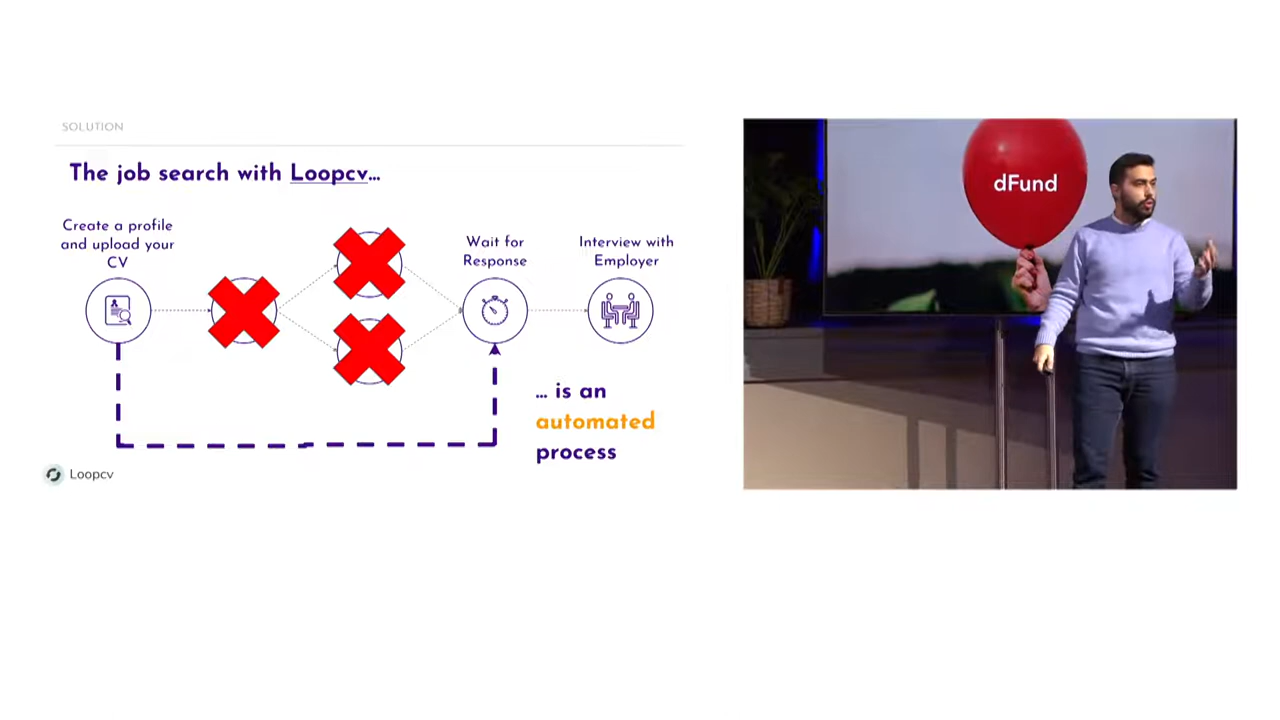 SOLUTION
The job search with Loopcv...
Create a profile
and upload your
CV
Wait for
Response
Interview with
Employer
... is an
automated
process
Loopcv
dFund